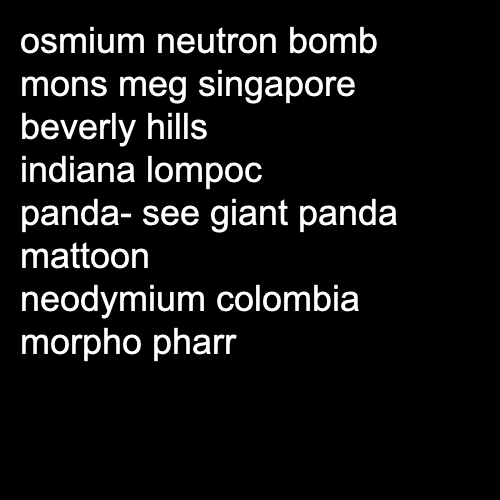 osmium neutron bomb
mons meg singapore
beverly hills
indiana lompoc
panda- see giant panda
mattoon
neodymium colombia
morpho pharr